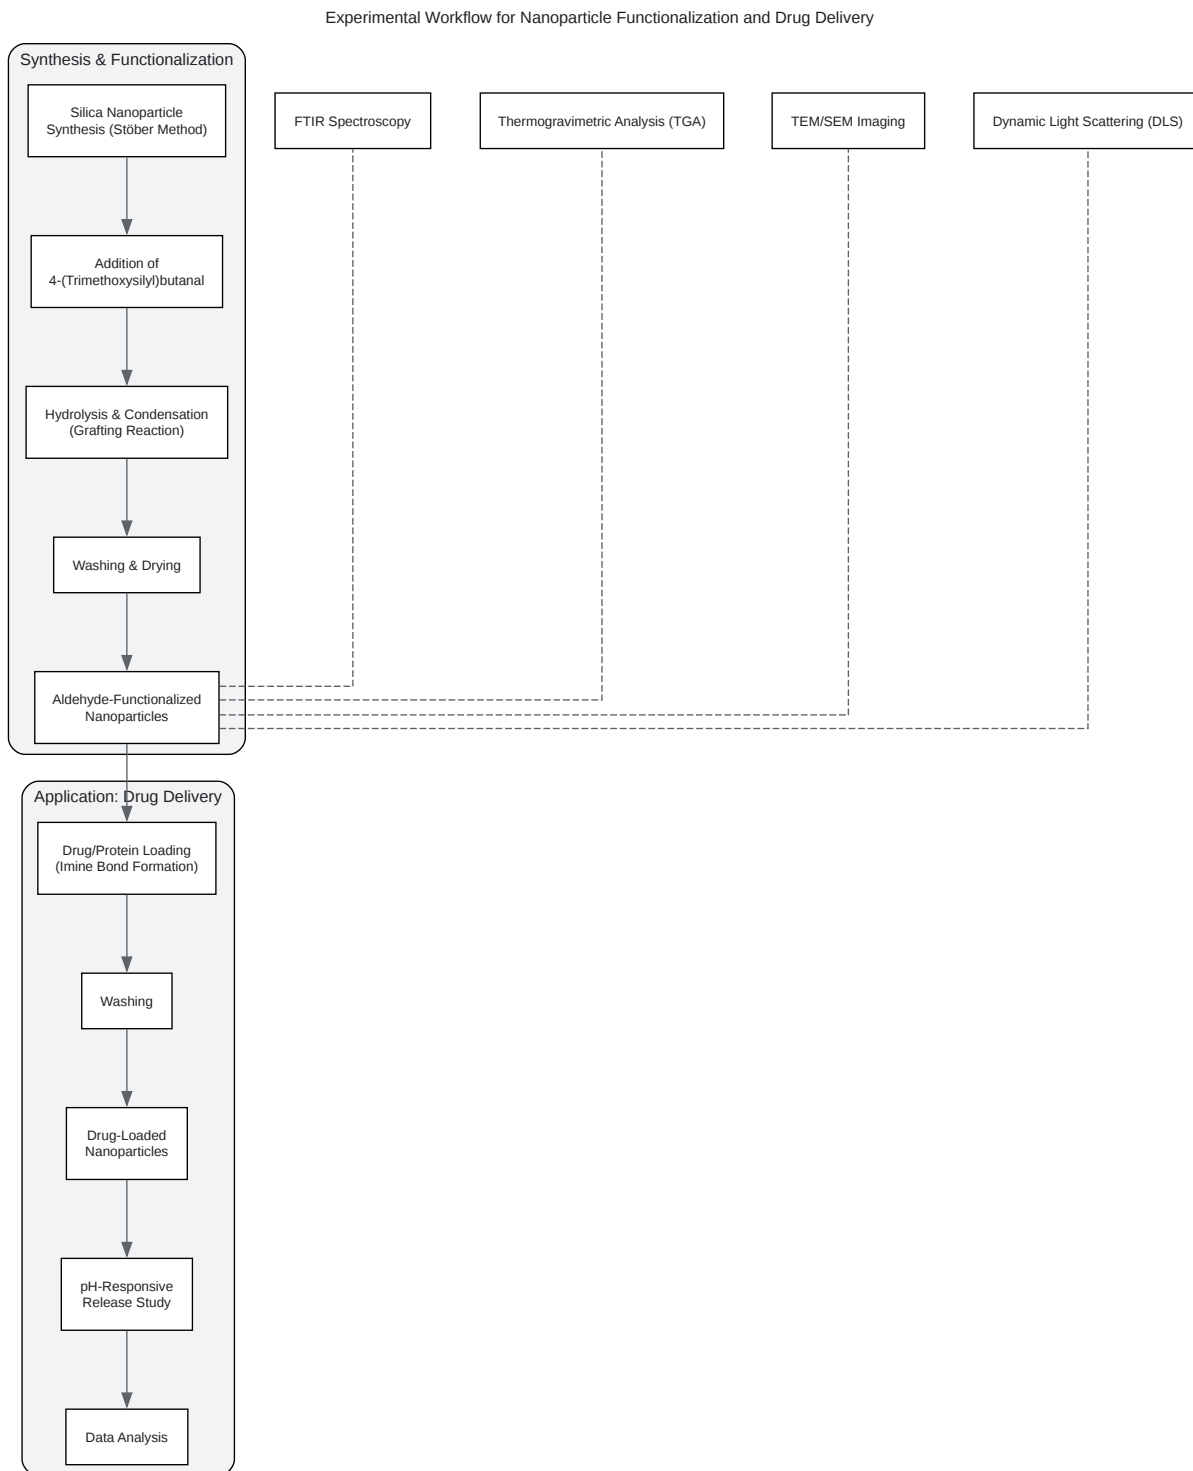 Experimental Workflow for Nanoparticle Functionalization and Drug Delivery
Synthesis & Functionalization
Silica Nanoparticle
Synthesis (Stöber Method)
FTIR Spectroscopy
Thermogravimetric Analysis (TGA)
TEM/SEM Imaging
Dynamic Light Scattering (DLS)
Addition of
4-(Trimethoxysilyl)butanal
Hydrolysis & Condensation
(Grafting Reaction)
Washing & Drying
Aldehyde-Functionalized
Nanoparticles
Application: Drug Delivery
Drug/Protein Loading
(Imine Bond Formation)
Washing
Drug-Loaded
Nanoparticles
pH-Responsive
Release Study
Data Analysis